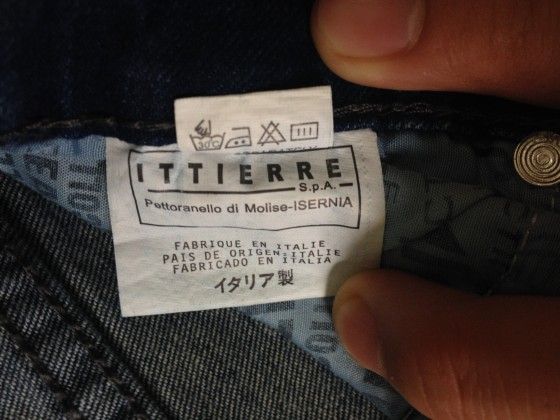 30°C
ITTIERRE
S.p.A.
Pettoranello di Molise-ISERNIA
FABRIQUE EN ITALIE
PAIS DE ORIGEN:ITALIA
FABRICADO EN ITALIA
イタリア製